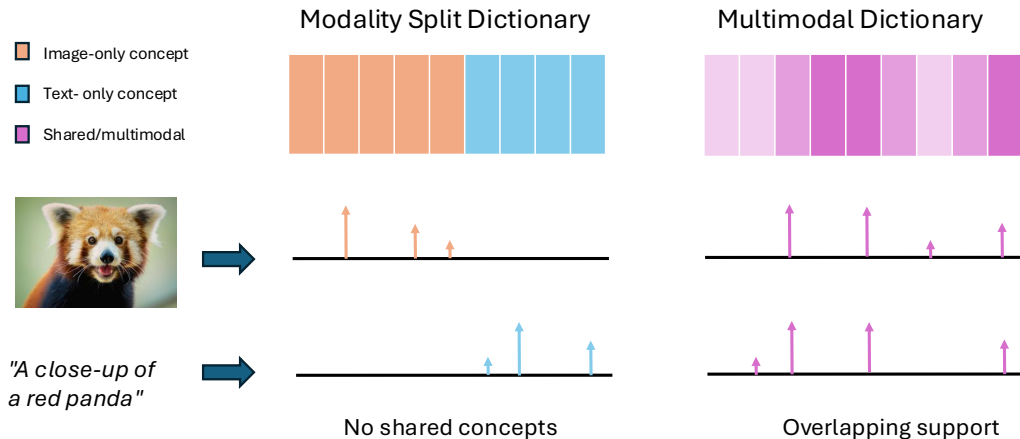 Modality Split Dictionary
Multimodal Dictionary
Image-only concept
Text- only concept
Shared/multimodal
"A close-up of
a red panda"
No shared concepts
Overlapping support